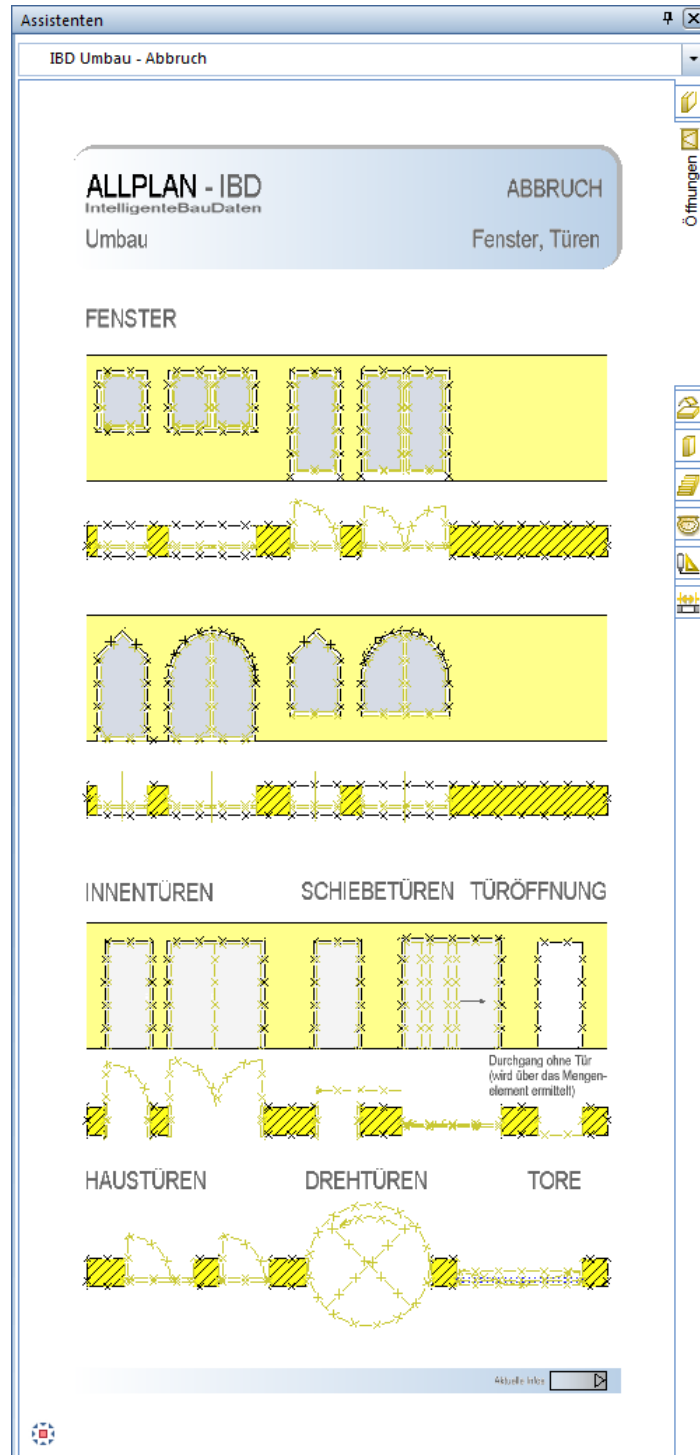 Assistenten
IBD Umbau - Abbruch
Öffnungen
ALLPLAN - IBD
IntelligenteBauDaten
ABBRUCH
Umbau
Fenster, Türen
FENSTER
INNENTÜREN
SCHIEBETÜREN
TÜRÖFFNUNG
Durchgang ohne Tür
(wird über das Mengen-
element ermittelt)
HAUSTÜREN
DREHTÜREN
TORE
Aktuelle Infos